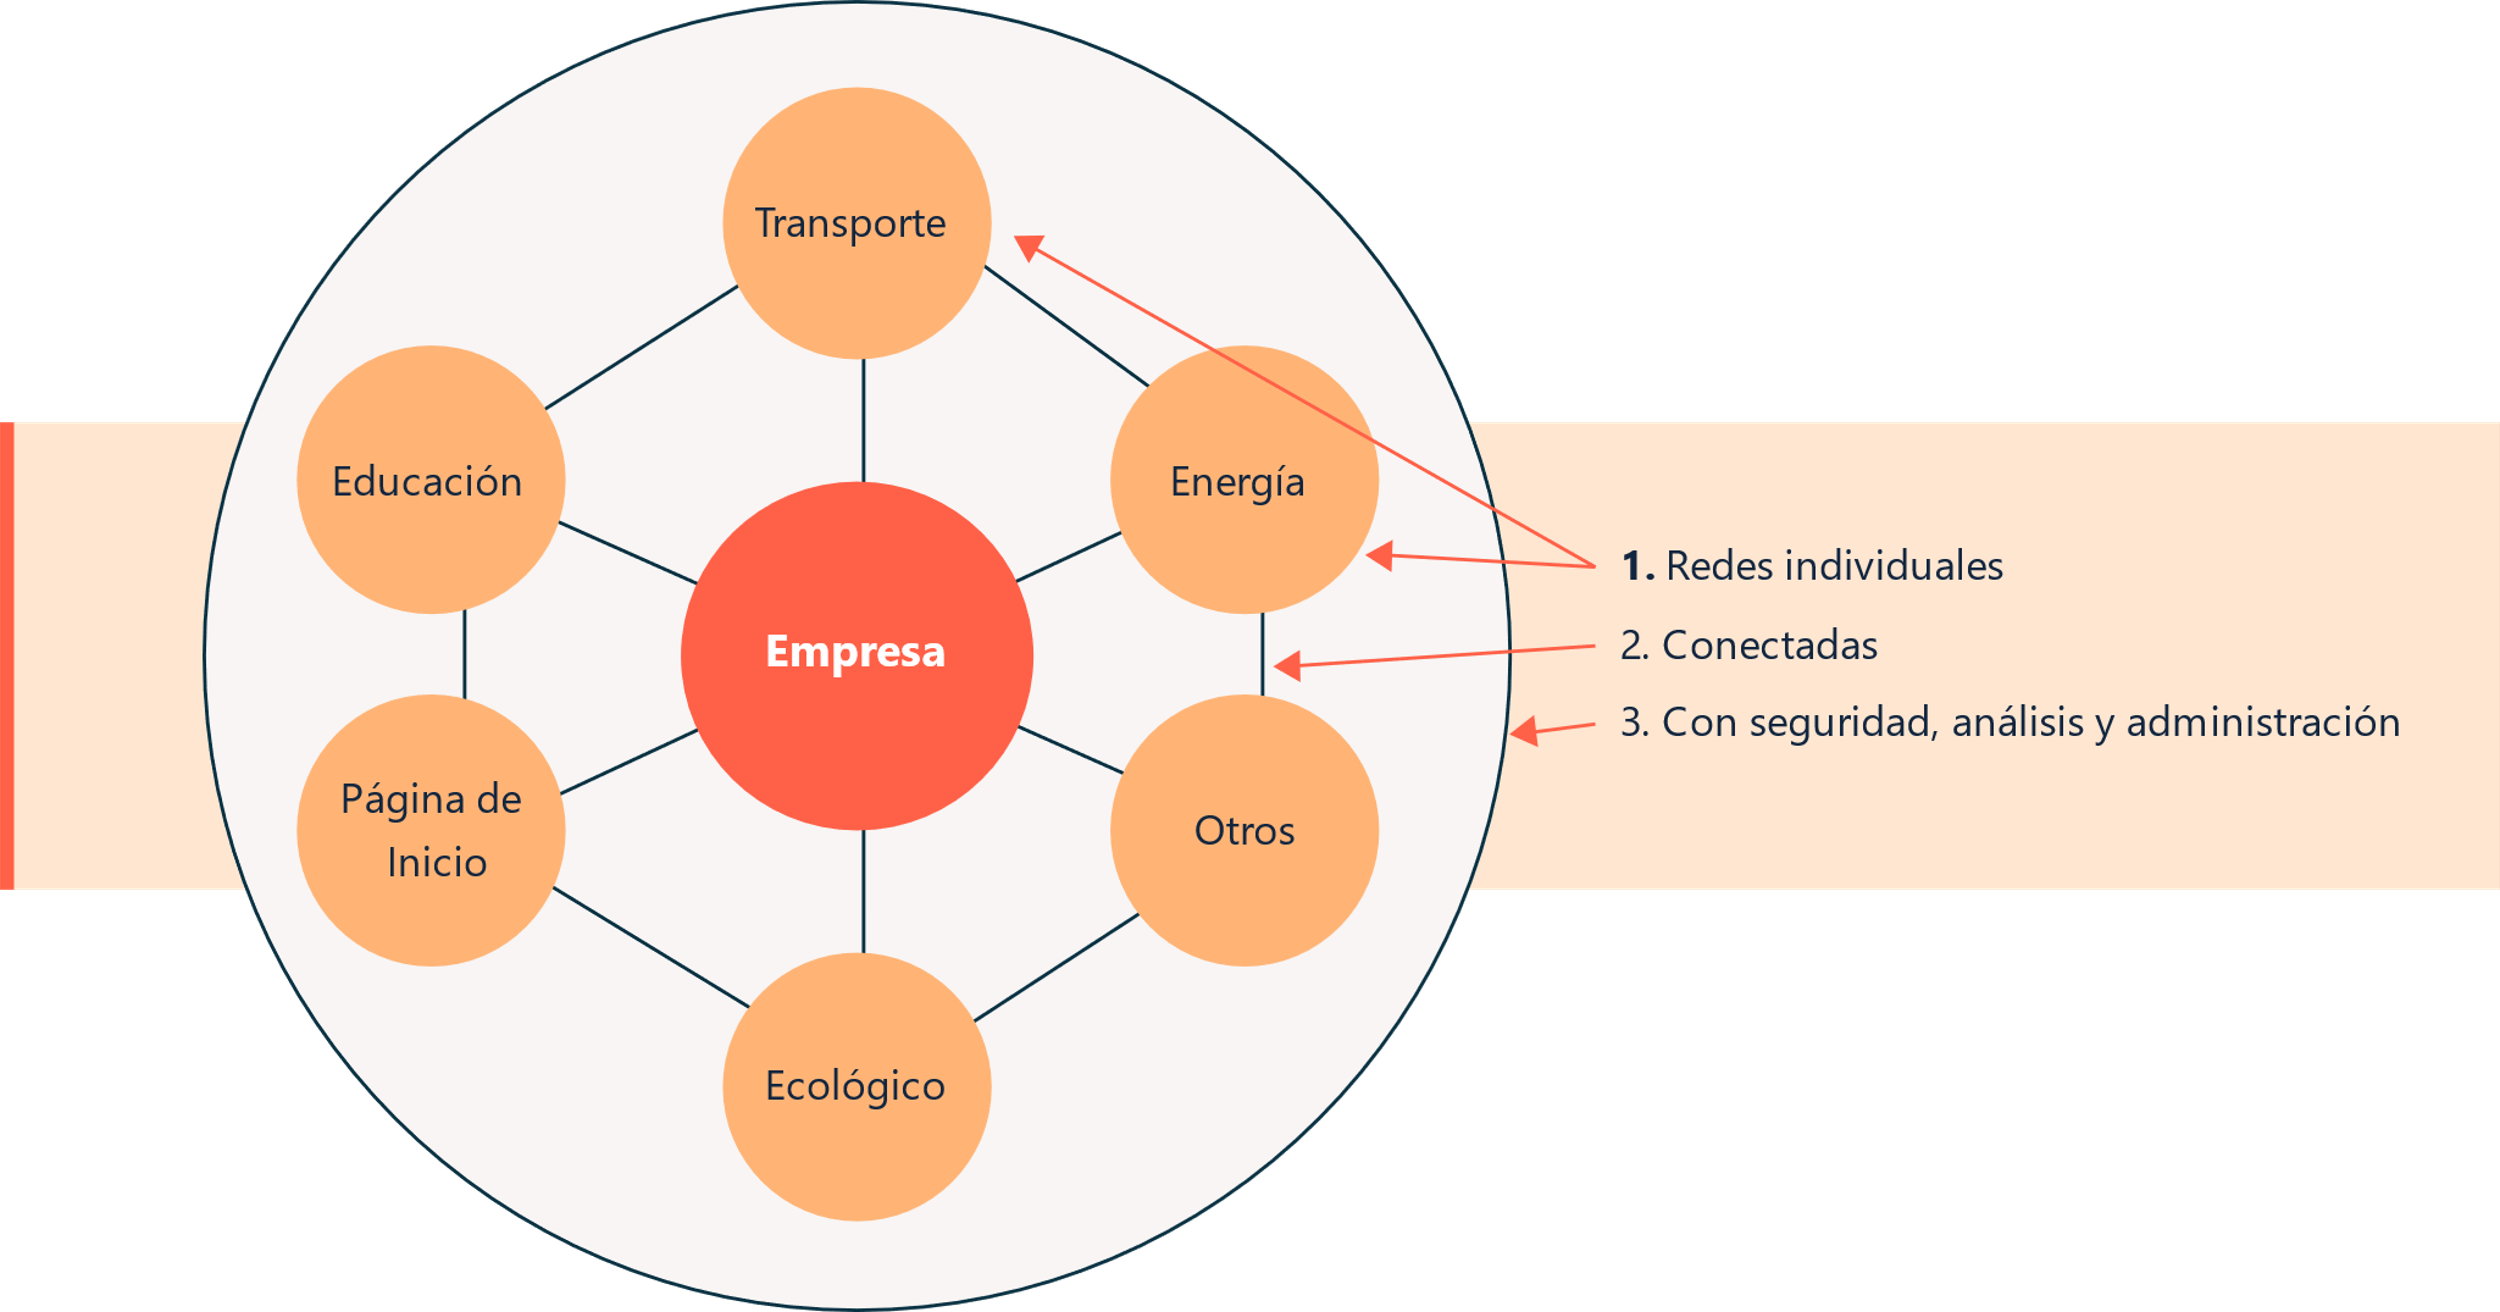 Transporte
Educación
Energía
Empresa
Página de
Inicio
Otros
Ecológico
1. Redes individuales
2. Conectadas
3. Con seguridad, análisis y administración